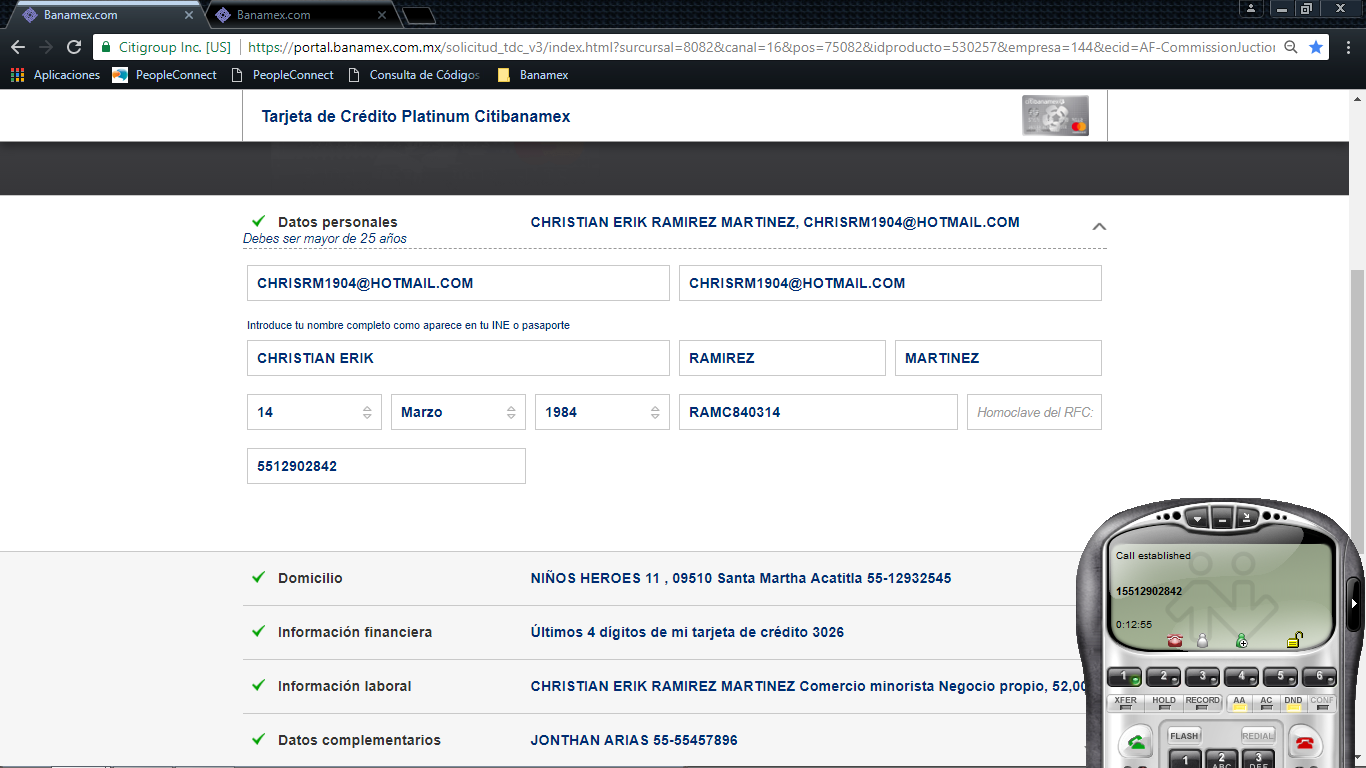 Banamex.com
Banamex.com
Citigroup Inc. [US]
https://portal.banamex.com.mx/solicitud_tdc_v3/index.html?sursursal=8082&canal=16&pos=75082&idproducto=530257&empresa=144&ecid=AF-CommissionJuctior
Aplicaciones PeopleConnect PeopleConnect Consulta de Códigos Banamex
Tarjeta de Crédito Platinum Citibanamex
Datos personales CHRISTIAN ERIK RAMIREZ MARTINEZ, CHRISRM1904@HOTMAIL.COM
Debes ser mayor de 25 años
CHRISRM1904@HOTMAIL.COM CHRISRM1904@HOTMAIL.COM
Introduce tu nombre completo como aparece en tu INE o pasaporte
CHRISTIAN ERIK RAMIREZ MARTINEZ
14 Marzo 1984 RAMC840314 Homoclave del RFC:
5512902842
Call established
15512902842
0:12:55
Domicilio NIÑOS HEROES 11 , 09510 Santa Martha Acatitla 55-12932545
Información financiera Últimos 4 dígitos de mi tarjeta de crédito 3026
Información laboral CHRISTIAN ERIK RAMIREZ MARTINEZ Comercio minorista Negocio propio, 52,00
Datos complementarios JONTHAN ARIAS 55-55457896
1 2 3 4 5 6
XFER HOLD RECORD AA AC DND CONF
FLASH REDIAL
1 2 3
ABC DEF